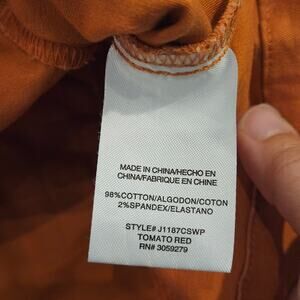 MADE IN CHINA/HECHO EN
CHINA/FABRIQUE EN CHINE
98%COTTON/ALGODON/COTON
2%SPANDEX/ELASTANO
STYLE# J1187CSWP
TOMATO RED
RN# 3059279